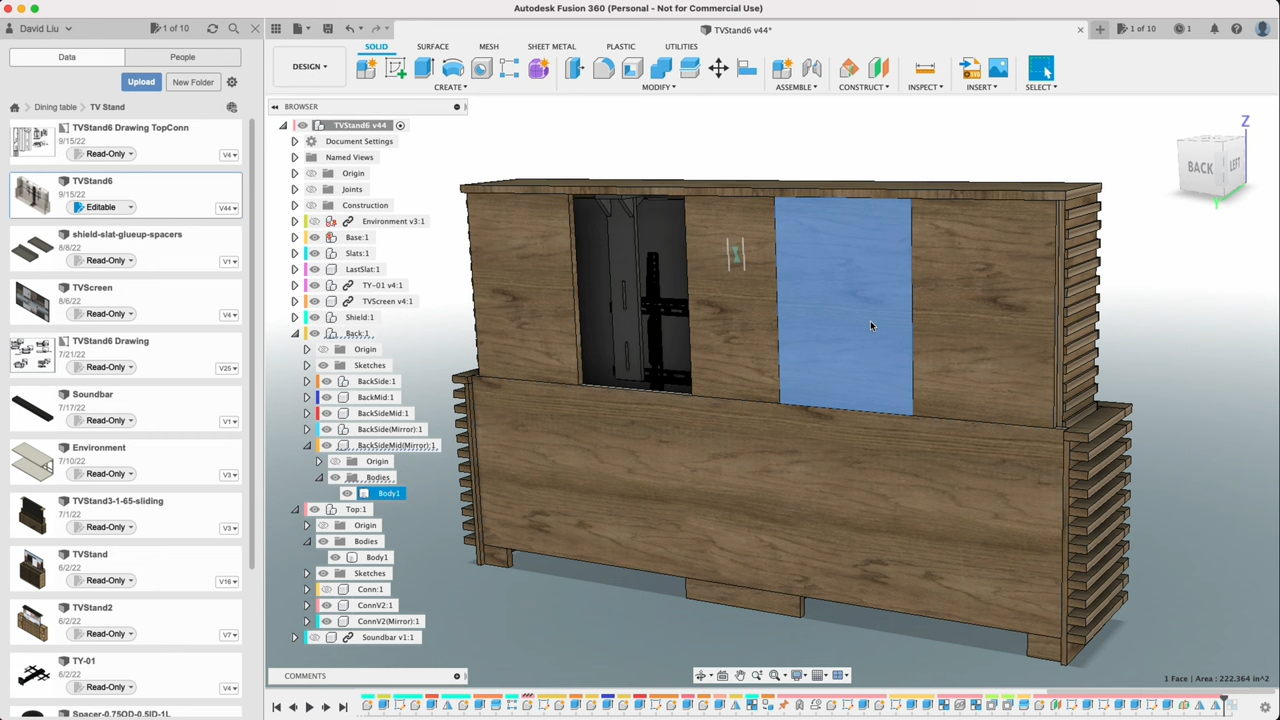 Autodesk Fusion 360 (Personal - Not for Commercial Use)
David Liu
1 of 10
TVStand6 v44*
1 of 10
1
Data
People
SOLID
SURFACE
MESH
SHEET METAL
PLASTIC
UTILITIES
DESIGN
Upload
New Folder
CREATE
MODIFY
ASSEMBLE
CONSTRUCT
INSPECT
INSERT
SELECT
Dining table
TV Stand
TVStand6 Drawing TopConn
9/15/22
Read-Only
V4
TVStand6
9/15/22
Editable
V44
shield-slat-glueup-spacers
8/8/22
Read-Only
V1
TVScreen
8/6/22
Read-Only
V4
TVStand6 Drawing
7/21/22
Read-Only
V2
Soundbar
7/17/22
Read-Only
V1
Environment
7/10/22
Read-Only
V3
TVStand3-1-65-sliding
7/1/22
Read-Only
V3
TVStand
6/2/22
Read-Only
V16
TVStand2
6/2/22
Read-Only
V7
TY-01
6/2/22
Read-Only
V4
Spacer-0.75OD-0.5ID-1L
BROWSER
TVStand6 v44
Document Settings
Named Views
Origin
Joints
Construction
Environment v3:1
Base:1
Slats:1
LastSlat:1
TY-01 v4:1
TVScreen v4:1
Shield:1
Back:1
Origin
Sketches
BackSide:1
BackMid:1
BackSideMid:1
BackSide(Mirror):1
BackSideMid(Mirror):1
Origin
Bodies
Body1
Top:1
Origin
Bodies
Body1
Sketches
Conn:1
ConnV2:1
ConnV2(Mirror):1
Soundbar v1:1
Z
BACK
LEFT
Y
COMMENTS
1 Face | Area : 222.364 in^2